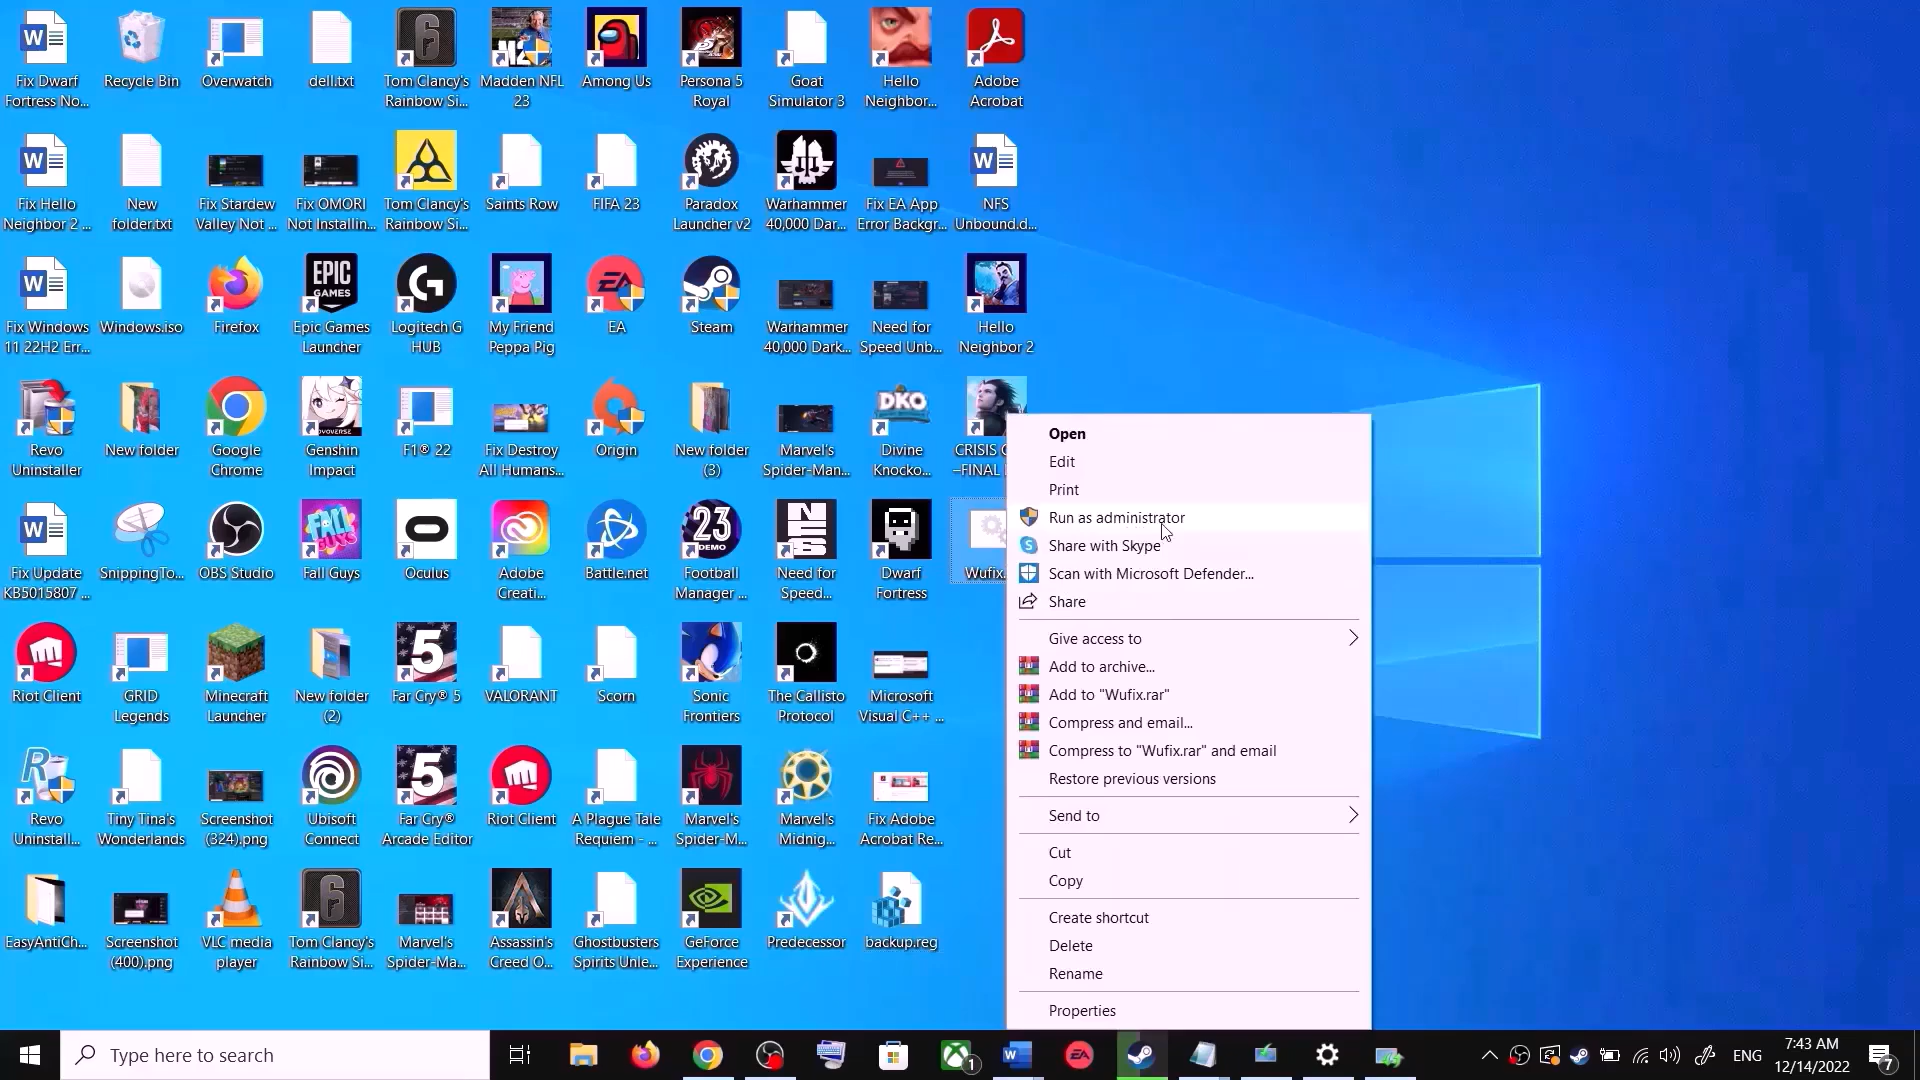 Fix Dwarf
Fortress No...
Recycle Bin
Overwatch
dell.txt
Tom Clancy's
Rainbow Si...
Madden NFL
23
Among Us
Persona 5
Royal
Goat
Simulator 3
Hello
Neighbor...
Adobe
Acrobat
Fix Hello
Neighbor 2 ...
New
folder.txt
Fix Stardew
Valley Not ...
Fix OMORI
Not Installin...
Tom Clancy's
Rainbow Si...
Saints Row
FIFA 23
Paradox
Launcher v2
Warhammer
40,000 Dar...
Fix EA App
Error Backgr...
NFS
Unbound.d...
Fix Windows
11 22H2 Err...
Windows.iso
Firefox
EPIC
GAMES
Epic Games
Launcher
Logitech G
HUB
My Friend
Peppa Pig
EA
Steam
Warhammer
40,000 Dark...
Need for
Speed Unb...
Hello
Neighbor 2
Revo
Uninstaller
New folder
Google
Chrome
Genshin
Impact
F1® 22
Fix Destroy
All Humans...
Origin
New folder
(3)
Marvel's
Spider-Man...
DKO
Divine
Knocko...
CRISIS C
–FINAL
Fix Update
KB5015807 ...
SnippingTo...
OBS Studio
FALL
GUYS
Fall Guys
Oculus
Adobe
Creati...
Battle.net
23
DEMO
Football
Manager ...
Need for
Speed...
Dwarf
Fortress
Wufix.
Riot Client
GRID
Legends
Minecraft
Launcher
New folder
(2)
5
Far Cry® 5
VALORANT
Scorn
Sonic
Frontiers
The Callisto
Protocol
Microsoft
Visual C++ ...
Revo
Uninstall...
Tiny Tina's
Wonderlands
Screenshot
(324).png
Ubisoft
Connect
5
Far Cry®
Arcade Editor
Riot Client
A Plague Tale
Requiem - ...
Marvel's
Spider-M...
Marvel's
Midnig...
Fix Adobe
Acrobat Re...
EasyAntiCh...
Screenshot
(400).png
VLC media
player
Tom Clancy's
Rainbow Si...
Marvel's
Spider-Ma...
Assassin's
Creed O...
Ghostbusters
Spirits Unle...
GeForce
Experience
Predecessor
backup.reg
Open
Edit
Print
Run as administrator
Share with Skype
Scan with Microsoft Defender...
Share
Give access to
Add to archive...
Add to "Wufix.rar"
Compress and email...
Compress to "Wufix.rar" and email
Restore previous versions
Send to
Cut
Copy
Create shortcut
Delete
Rename
Properties
Type here to search
1
ENG
7:43 AM
12/14/2022
7